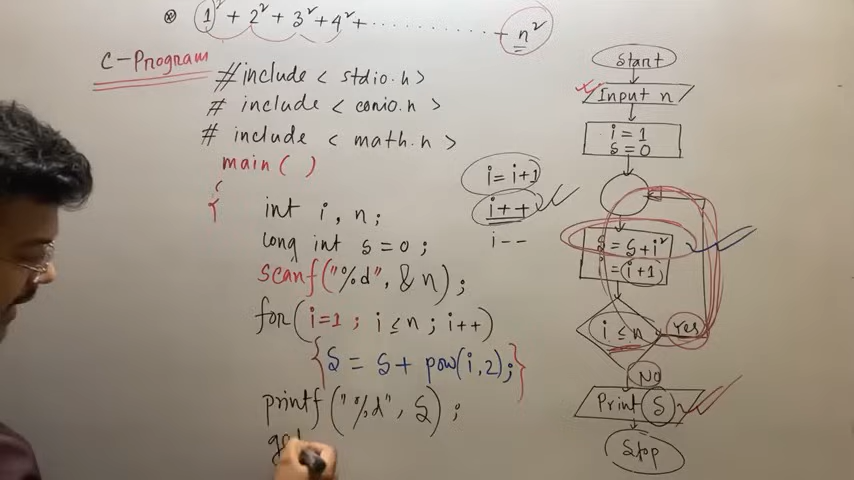 1² + 2² + 3² + 4² + .............. + n²
C-Program
#include < stdio.h >
# include < conio.h >
# include < math.h >
main( )
{
int i, n;
long int s=0;
scanf("%d", &n);
for(i=1; i≤n; i++)
{S = S + pow(i,2);}
printf("%d", S);
get
i=i+1
i++
i--
Start
Input n
i=1
S=0
S=S+i²
i=i+1
i≤n
Yes
No
Print S
Stop